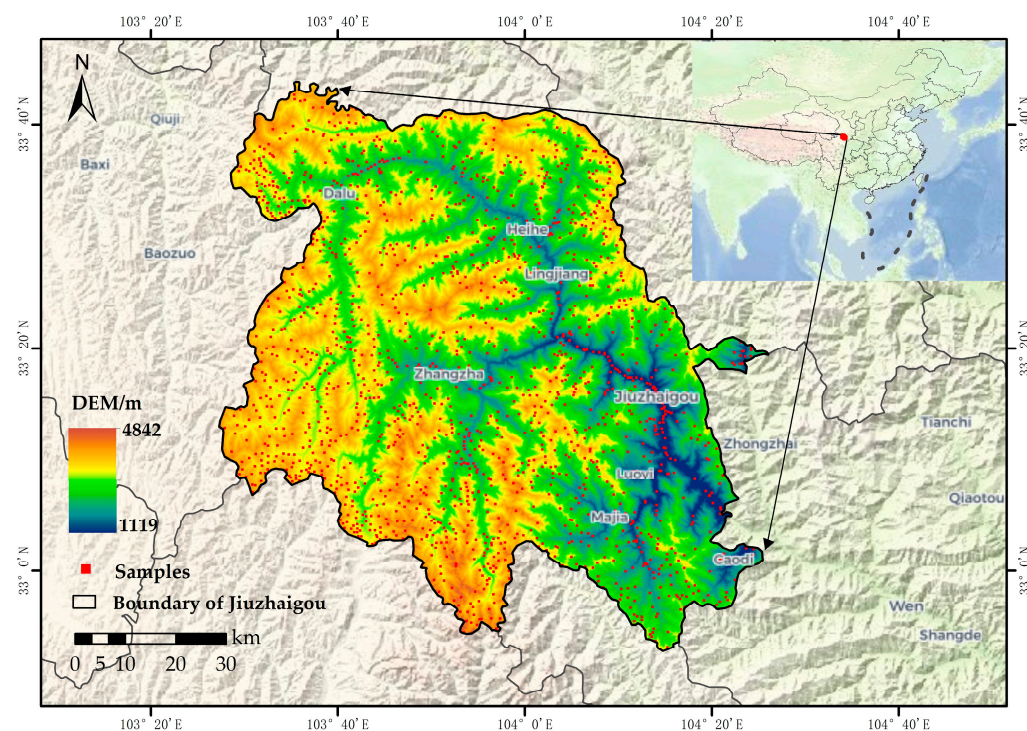 103° 20′E 103° 40′E 104° 0′E 104° 20′E 104° 40′E
N
33° 40′N
33° 40′N
Qiuji
Baxi
Dalu
Heihe
Baozuo
Lingjiang
33° 20′N
33° 20′N
Zhangzha
Jiuzhaigou
DEM/m
4842
Tianchi
Zhongzhai
Luoyi
Qiaotou
1119
Majia
Caodi
33° 0′N
33° 0′N
Samples
Boundary of Jiuzhaigou
Wen
Shangde
km
0 5 10 20 30
103° 20′E 103° 40′E 104° 0′E 104° 20′E 104° 40′E